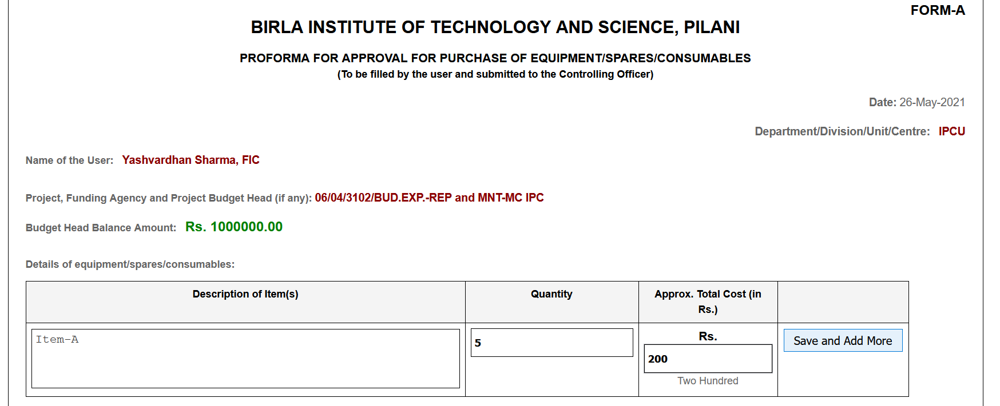 FORM-A
BIRLA INSTITUTE OF TECHNOLOGY AND SCIENCE, PILANI
PROFORMA FOR APPROVAL FOR PURCHASE OF EQUIPMENT/SPARES/CONSUMABLES
(To be filled by the user and submitted to the Controlling Officer)
Date: 26-May-2021
Department/Division/Unit/Centre: IPCU
Name of the User: Yashvardhan Sharma, FIC
Project, Funding Agency and Project Budget Head (if any): 06/04/3102/BUD.EXP.-REP and MNT-MC IPC
Budget Head Balance Amount: Rs. 1000000.00
Details of equipment/spares/consumables:
Description of Item(s) Quantity Approx. Total Cost (in
Rs.)
Item-A 5 Rs. Save and Add More
200
Two Hundred